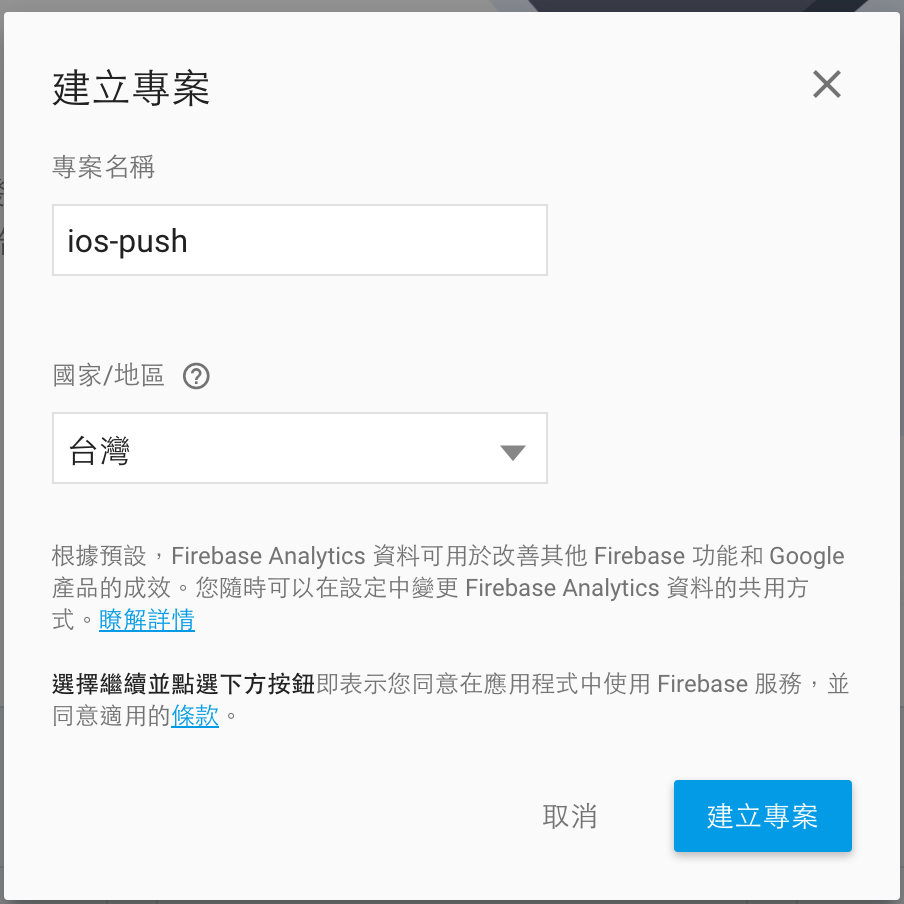 建立專案
專案名稱
ios-push
國家/地區
台灣
根據預設，Firebase Analytics 資料可用於改善其他 Firebase 功能和 Google
產品的成效。您隨時可以在設定中變更 Firebase Analytics 資料的共用方
式。瞭解詳情
選擇繼續並點選下方按鈕即表示您同意在應用程式中使用 Firebase 服務，並
同意適用的條款。
取消 建立專案